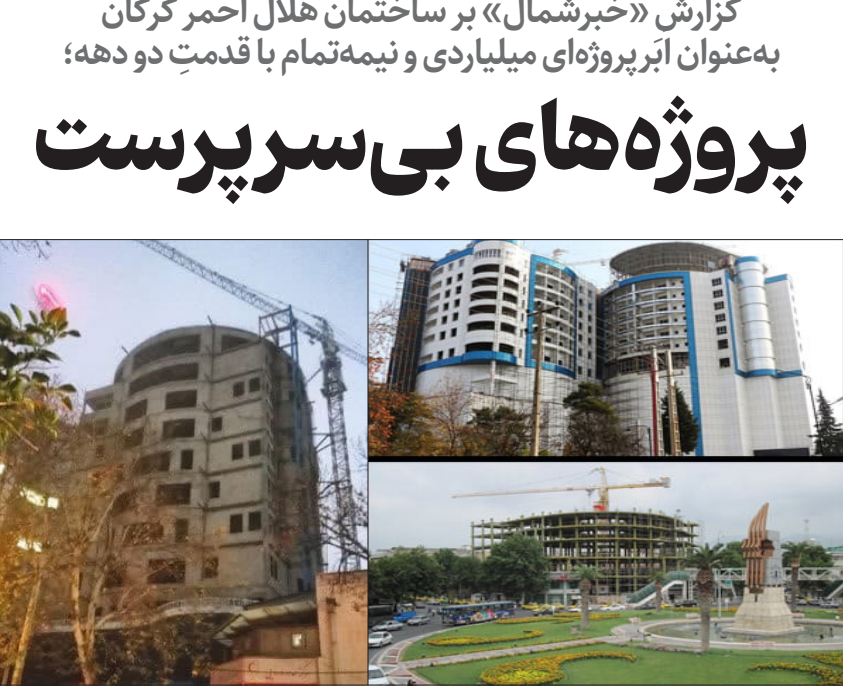 گزارش «خبرشمال» بر ساختمان هلال احمر گرگان
به‌عنوان اَبَرپروژه‌ای میلیاردی و نیمه‌تمام با قدمتِ دو دهه؛
پروژه‌های بی‌سرپرست